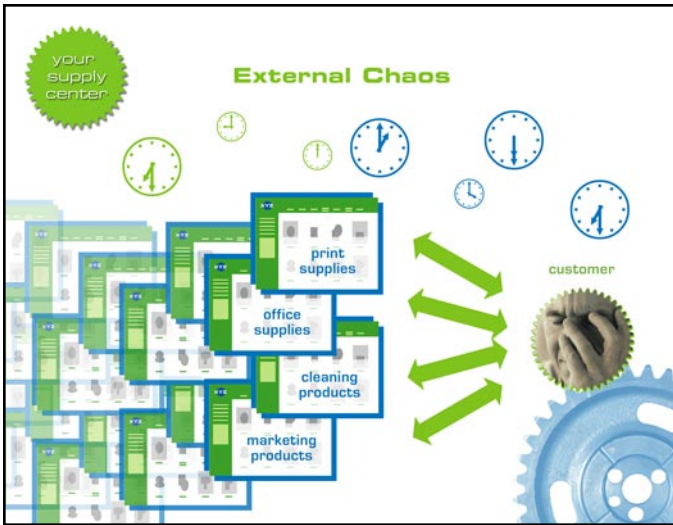 your
supply
center
External Chaos
customer
print
supplies
office
supplies
cleaning
products
marketing
products